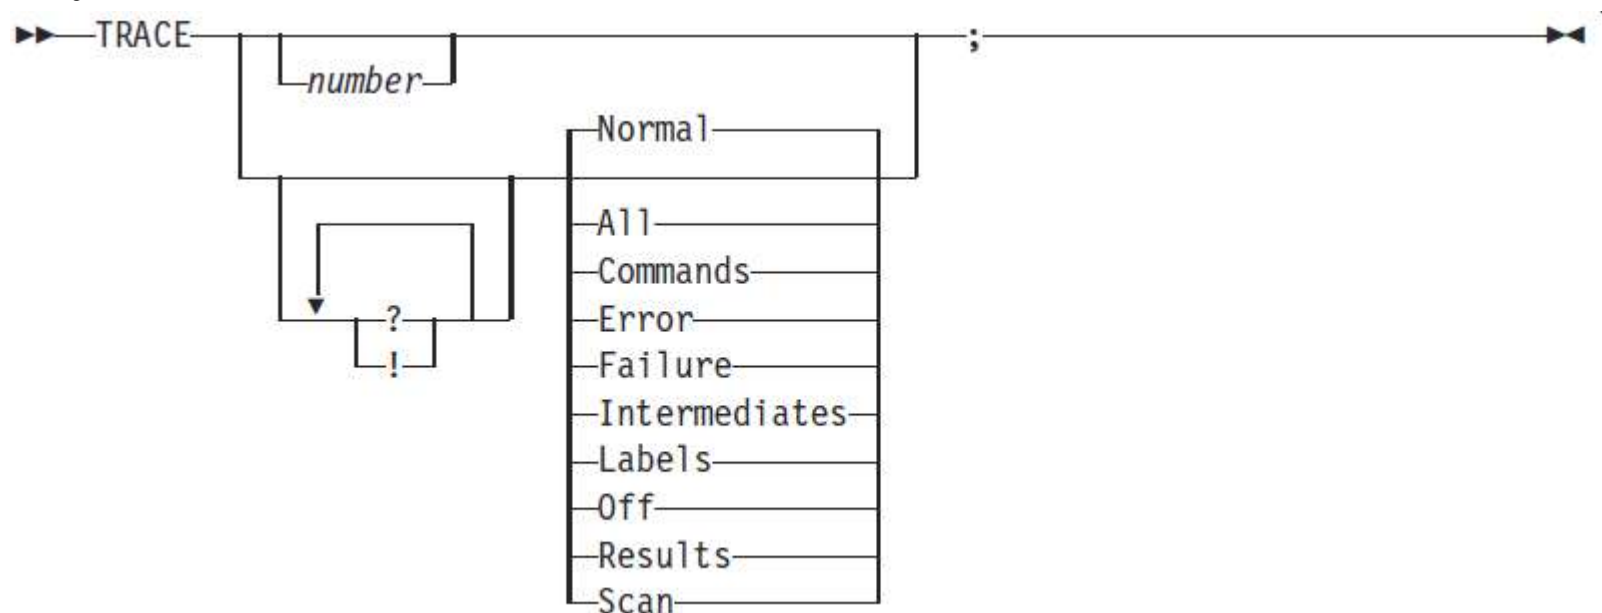 TRACE ;
number
Normal
All
Commands
?
Error
!
Failure
Intermediates
Labels
Off
Results
Scan